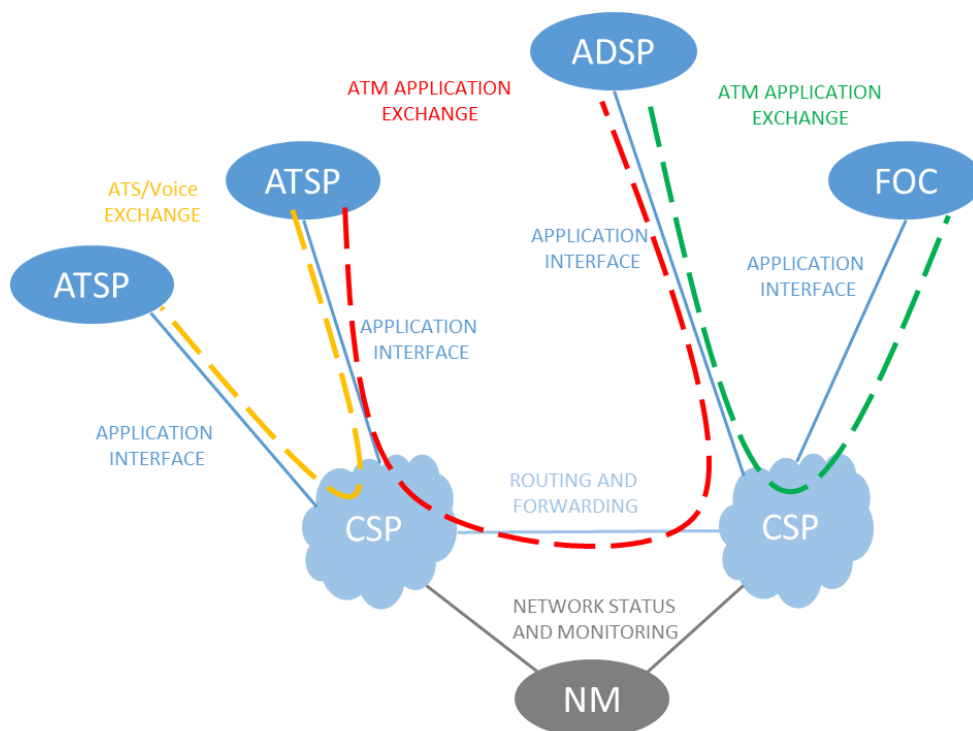 ADSP
ATM APPLICATION
EXCHANGE
ATM APPLICATION
EXCHANGE
ATSP
FOC
ATS/Voice
EXCHANGE
APPLICATION
INTERFACE
APPLICATION
INTERFACE
ATSP
APPLICATION
INTERFACE
APPLICATION
INTERFACE
ROUTING AND
FORWARDING
CSP
CSP
NETWORK STATUS
AND MONITORING
NM